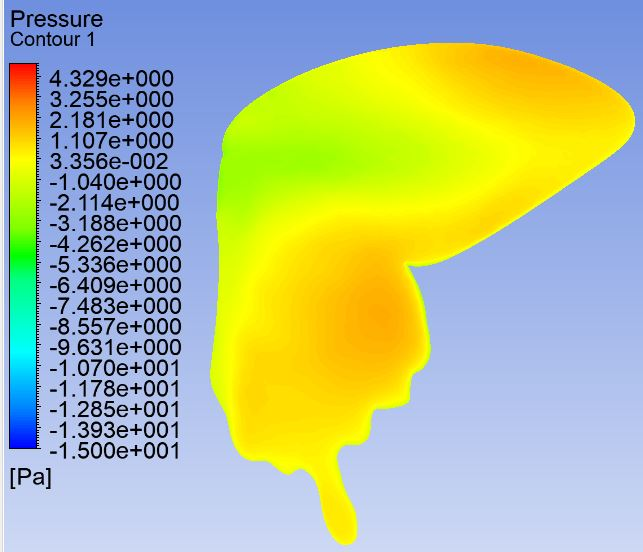 Pressure
Contour 1
4.329e+000
3.255e+000
2.181e+000
1.107e+000
3.356e-002
-1.040e+000
-2.114e+000
-3.188e+000
-4.262e+000
-5.336e+000
-6.409e+000
-7.483e+000
-8.557e+000
-9.631e+000
-1.070e+001
-1.178e+001
-1.285e+001
-1.393e+001
-1.500e+001
[Pa]